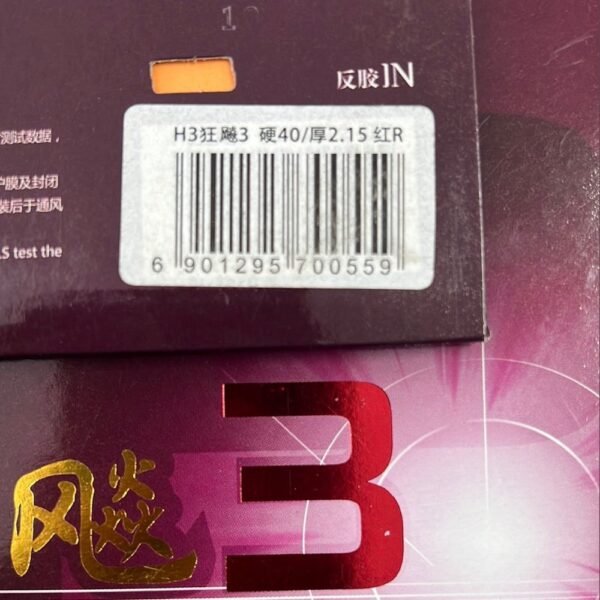 反胶IN
测试数据，
H3狂飚3 硬40/厚2.15 红R
护膜及封闭
装后于通风
S test the
6 901295 700559
飚3